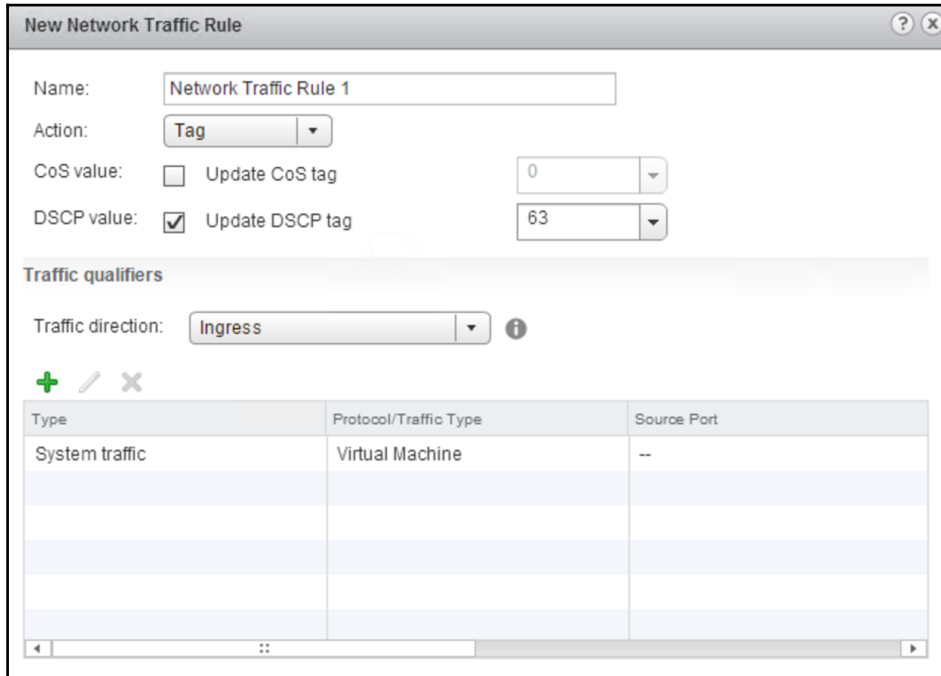 New Network Traffic Rule
Name: Network Traffic Rule 1
Action: Tag
CoS value: Update CoS tag 0
DSCP value: Update DSCP tag 63
Traffic qualifiers
Traffic direction: Ingress
Type Protocol/Traffic Type Source Port
System traffic Virtual Machine --